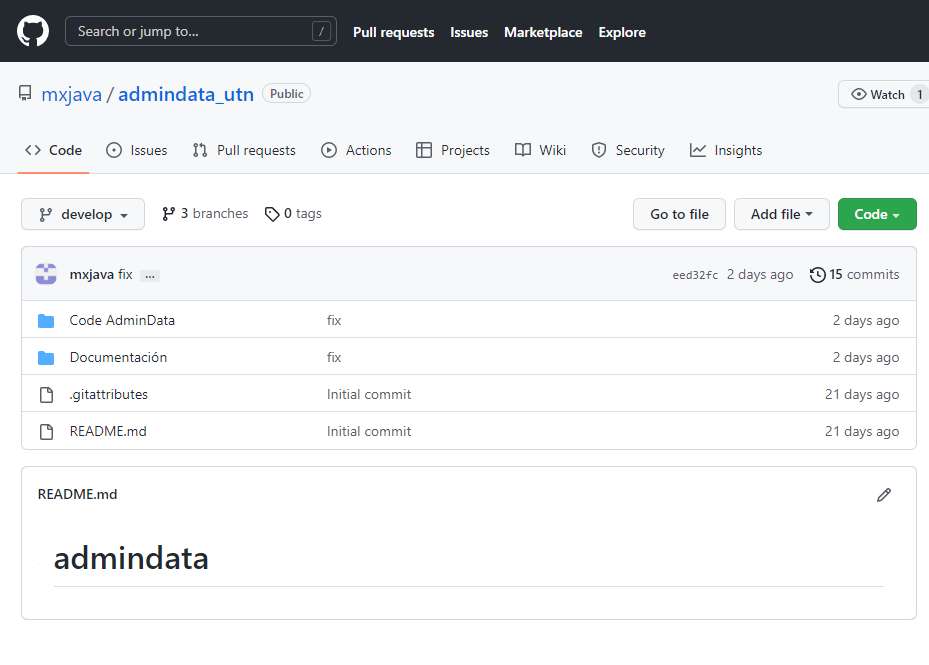 Search or jump to... / Pull requests Issues Marketplace Explore
mxjava / admindata_utn Public Watch 1
Code Issues Pull requests Actions Projects Wiki Security Insights
develop 3 branches 0 tags Go to file Add file Code
mxjava fix ... eed32fc 2 days ago 15 commits
Code AdminData fix 2 days ago
Documentación fix 2 days ago
.gitattributes Initial commit 21 days ago
README.md Initial commit 21 days ago
README.md
admindata